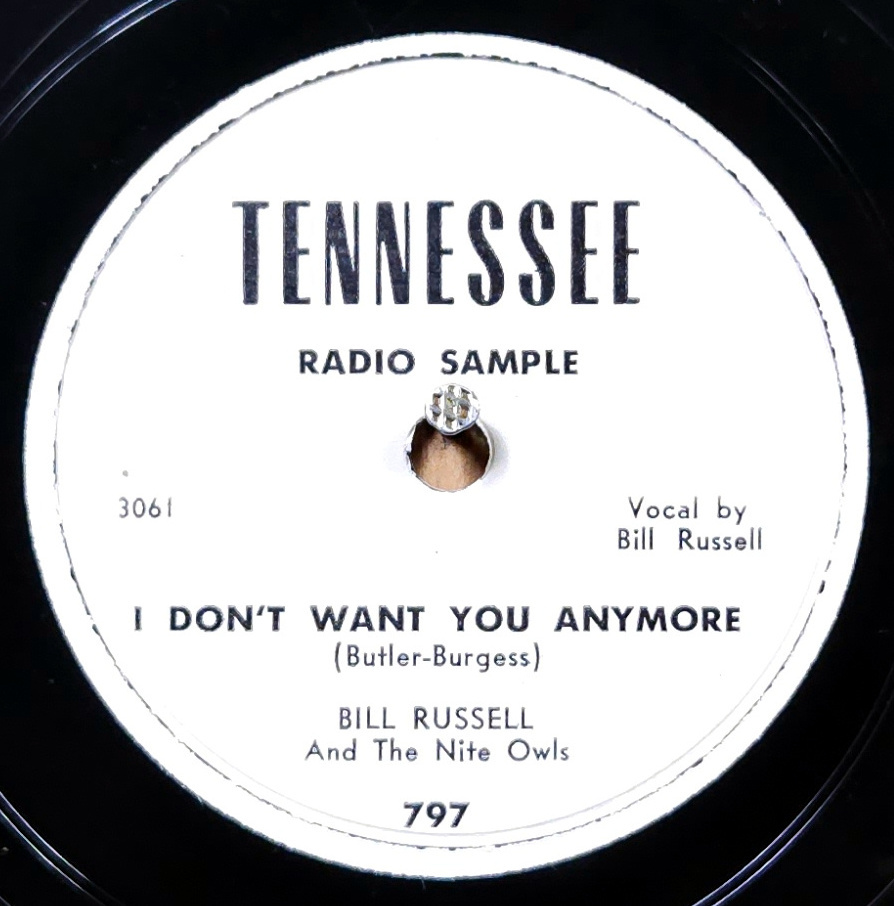 TENNESSEE
RADIO SAMPLE
3061
Vocal by
Bill Russell
I DON'T WANT YOU ANYMORE
(Butler-Burgess)
BILL RUSSELL
And The Nite Owls
797